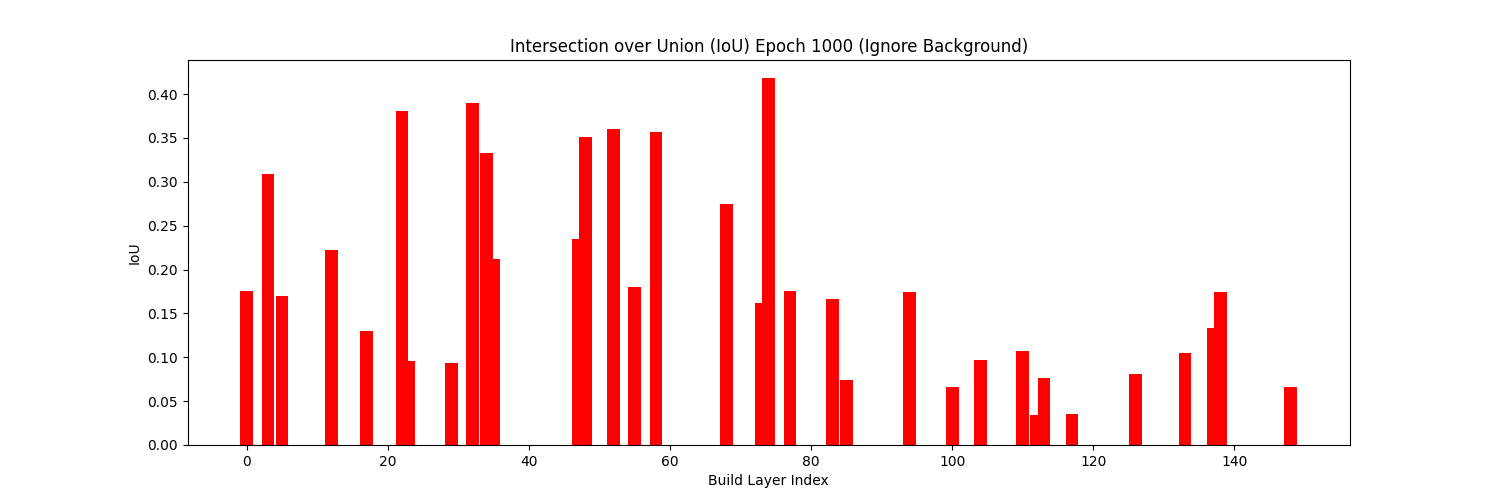 Intersection over Union (IoU) Epoch 1000 (Ignore Background)
0.40
0.35
0.30
0.25
0.20
0.15
0.10
0.05
0.00
IoU
0 20 40 60 80 100 120 140
Build Layer Index